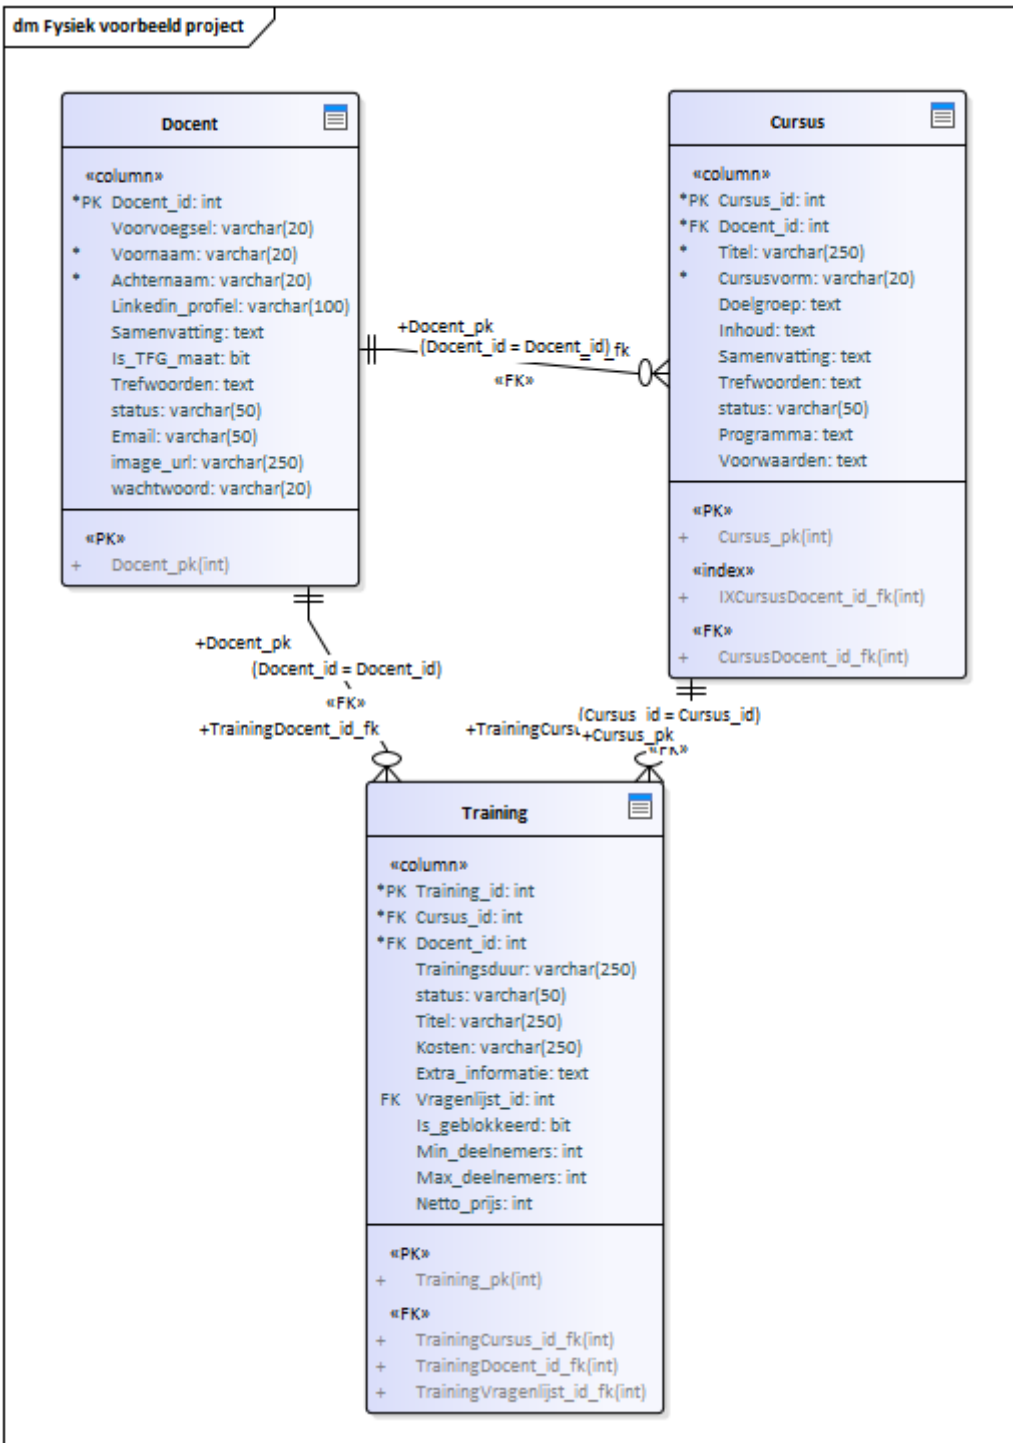 dm Fysiek voorbeeld project
Docent
«column»
*PK Docent_id: int
Voorvoegsel: varchar(20)
* Voornaam: varchar(20)
* Achternaam: varchar(20)
Linkedin_profiel: varchar(100)
Samenvatting: text
Is_TFG_maat: bit
Trefwoorden: text
status: varchar(50)
Email: varchar(50)
image_url: varchar(250)
wachtwoord: varchar(20)
«PK»
+ Docent_pk(int)
Cursus
«column»
*PK Cursus_id: int
*FK Docent_id: int
* Titel: varchar(250)
* Cursusvorm: varchar(20)
Doelgroep: text
Inhoud: text
Samenvatting: text
Trefwoorden: text
status: varchar(50)
Programma: text
Voorwaarden: text
«PK»
+ Cursus_pk(int)
«index»
+ IXCursusDocent_id_fk(int)
«FK»
+ CursusDocent_id_fk(int)
+Docent_pk
(Docent_id = Docent_id)
_fk
«FK»
+Docent_pk
(Docent_id = Docent_id)
«FK»
+TrainingDocent_id_fk
(Cursus_id = Cursus_id)
+TrainingCurs
+Cursus_pk
«FK»
Training
«column»
*PK Training_id: int
*FK Cursus_id: int
*FK Docent_id: int
Trainingsduur: varchar(250)
status: varchar(50)
Titel: varchar(250)
Kosten: varchar(250)
Extra_informatie: text
FK Vragenlijst_id: int
Is_geblokkeerd: bit
Min_deelnemers: int
Max_deelnemers: int
Netto_prijs: int
«PK»
+ Training_pk(int)
«FK»
+ TrainingCursus_id_fk(int)
+ TrainingDocent_id_fk(int)
+ TrainingVragenlijst_id_fk(int)